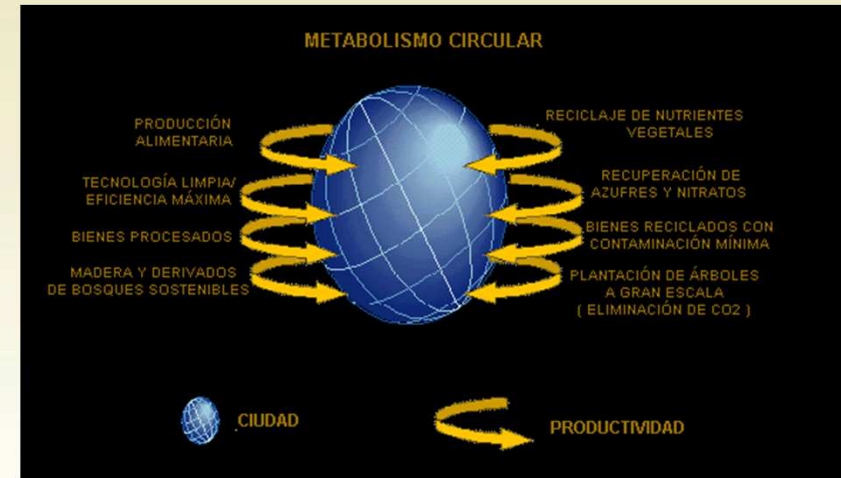 METABOLISMO CIRCULAR
PRODUCCIÓN
ALIMENTARIA
TECNOLOGÍA LIMPIA/
EFICIENCIA MÁXIMA
BIENES PROCESADOS
MADERA Y DERIVADOS
DE BOSQUES SOSTENIBLES
RECICLAJE DE NUTRIENTES
VEGETALES
RECUPERACIÓN DE
AZUFRES Y NITRATOS
BIENES RECICLADOS CON
CONTAMINACIÓN MÍNIMA
PLANTACIÓN DE ÁRBOLES
A GRAN ESCALA
( ELIMINACIÓN DE CO2 )
.CIUDAD
PRODUCTIVIDAD